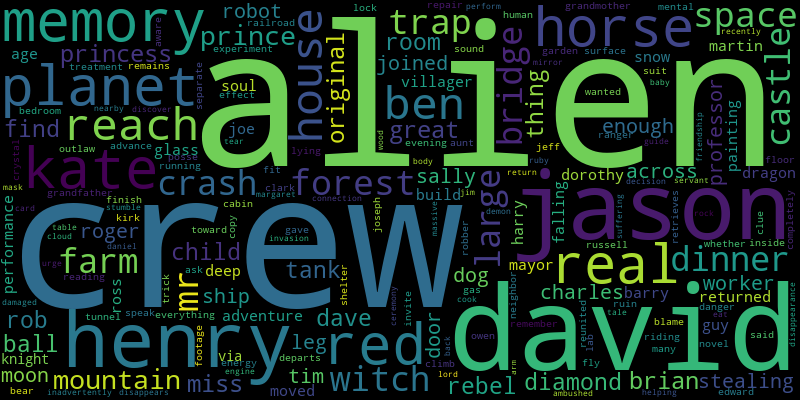 memory
robot
railroad
trap
lock
repair
perform
human
grandmother
mental
recently
space
age
princess
prince
alien
room
horse
aware
experiment
treatment
remains
separate
house
original
joined
sound
bridge
thing
garden
surface
mirror
martin
snow
suit
baby
castle
planet
soul
effect
villager
wanted
bedroom
nearby
discover
reach
ben
great
enough
professor
painting
find
joe
evening
aunt
jeff
ranger
friendship
guide
outlaw
advance
posse
glass
tear
lying
wood
body
return
ruby
floor
kate
running
fit
sally
dorothy
across
dragon
crystal
grandfather
crash
forest
large
jason
decision
servant
mask
clark
margaret
build
jim
falling
card
finish
cabin
connection
harry
rock
completely
performance
stumble
kirk
toward
copy
joseph
massive
demon
suffering
clue
table
cloud
crew
invasion
gave
robber
mayor
russell
whether
inside
roger
daniel
child
real
dinner
farm
mr
ask
deep
tank
dog
retrieves
urge
reading
trick
shelter
gas
cook
neighbor
worker
damaged
ross
ship
charles
barry
returned
disappearance
rob
tunnel
speak
everything
adventure
dave
invite
door
reunited
ruin
danger
henry
red
david
tale
eat
remember
blame
ball
footage
via
leg
ceremony
owen
lab
guy
said
knight
energy
climb
back
riding
novel
moon
mountain
engine
departs
tim
witch
lord
arm
fly
many
bear
miss
moved
rebel
diamond
brian
stealing
inadvertently
disappears
ambushed
helping
edward